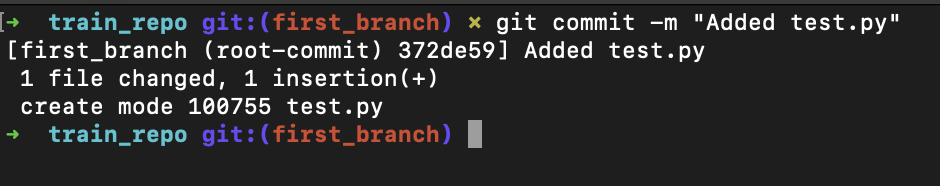 ➜  train_repo git:(first_branch) ✗ git commit -m "Added test.py"
[first_branch (root-commit) 372de59] Added test.py
 1 file changed, 1 insertion(+)
 create mode 100755 test.py
➜  train_repo git:(first_branch)